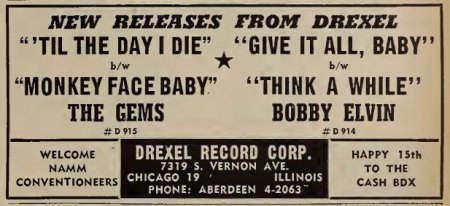 NEW RELEASES FROM DREXEL
"'TIL THE DAY I DIE"
b/w
"MONKEY FACE BABY"
THE GEMS
# D 915
"GIVE IT ALL, BABY"
b/w
"THINK A WHILE"
BOBBY ELVIN
# D 914
WELCOME
NAMM
CONVENTIONEERS
DREXEL RECORD CORP.
7319 S. VERNON AVE.
CHICAGO 19 ILLINOIS
PHONE: ABERDEEN 4-2063
HAPPY 15th
TO THE
CASH BOX